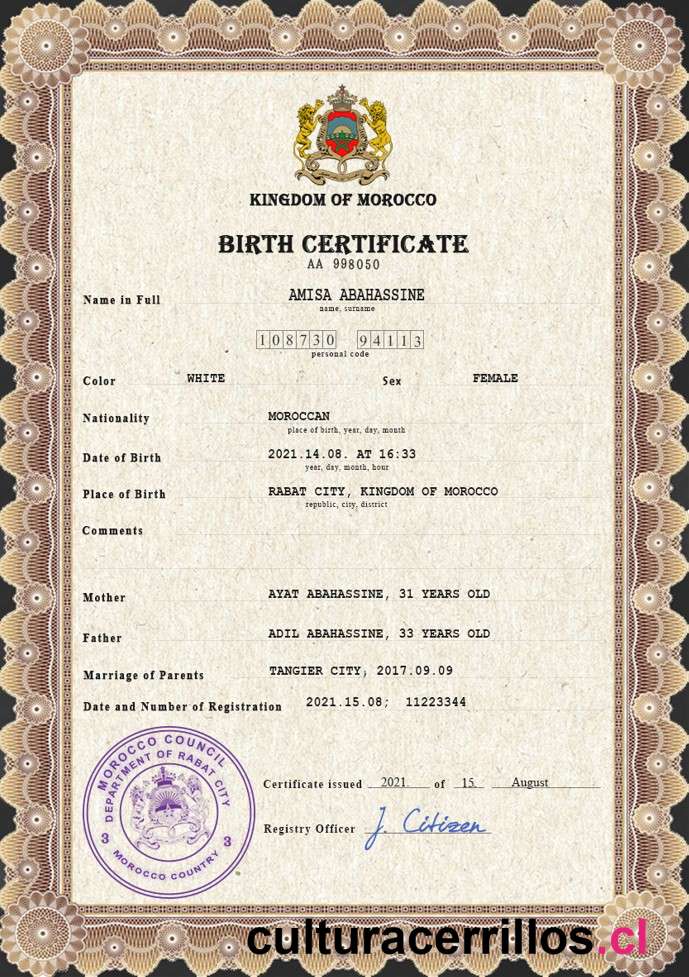 KINGDOM OF MOROCCO
BIRTH CERTIFICATE
AA 998050
Name in Full AMISA ABAHASSINE
name, surname
108730 94113
personal code
Color WHITE Sex FEMALE
Nationality MOROCCAN
place of birth, year, day, month
Date of Birth 2021.14.08. AT 16:33
year, day, month, hour
Place of Birth RABAT CITY, KINGDOM OF MOROCCO
republic, city, district
Comments
Mother AYAT ABAHASSINE, 31 YEARS OLD
Father ADIL ABAHASSINE, 33 YEARS OLD
Marriage of Parents TANGIER CITY, 2017.09.09
Date and Number of Registration 2021.15.08; 11223344
MOROCCO COUNCIL
DEPARTMENT OF RABAT CITY
3 3
MOROCCO COUNTRY
Certificate issued 2021. of 15. August
Registry Officer J. Citizen
culturacerrillos.cl